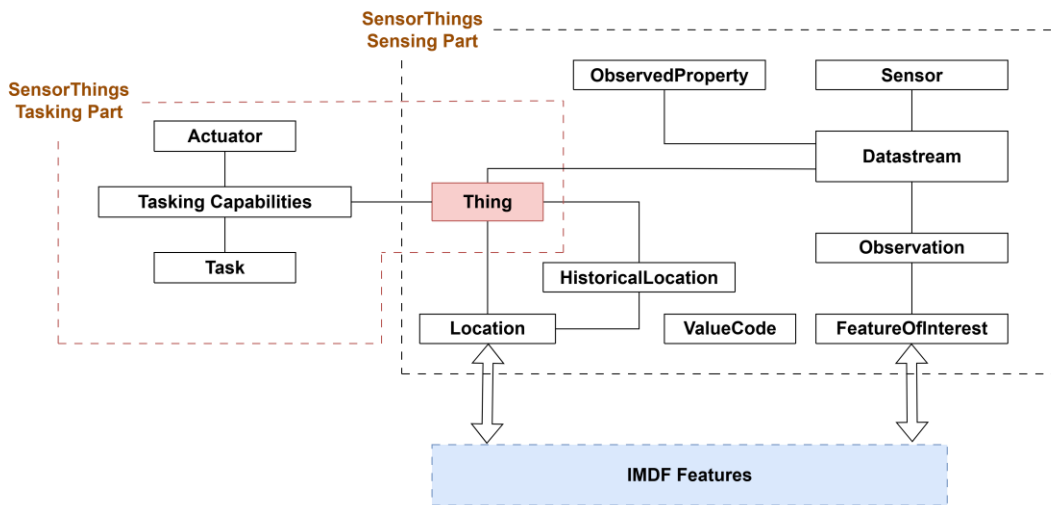 SensorThings
Sensing Part
SensorThings
Tasking Part
ObservedProperty
Sensor
Actuator
Datastream
Tasking Capabilities
Thing
Task
Observation
HistoricalLocation
Location
ValueCode
FeatureOfInterest
IMDF Features